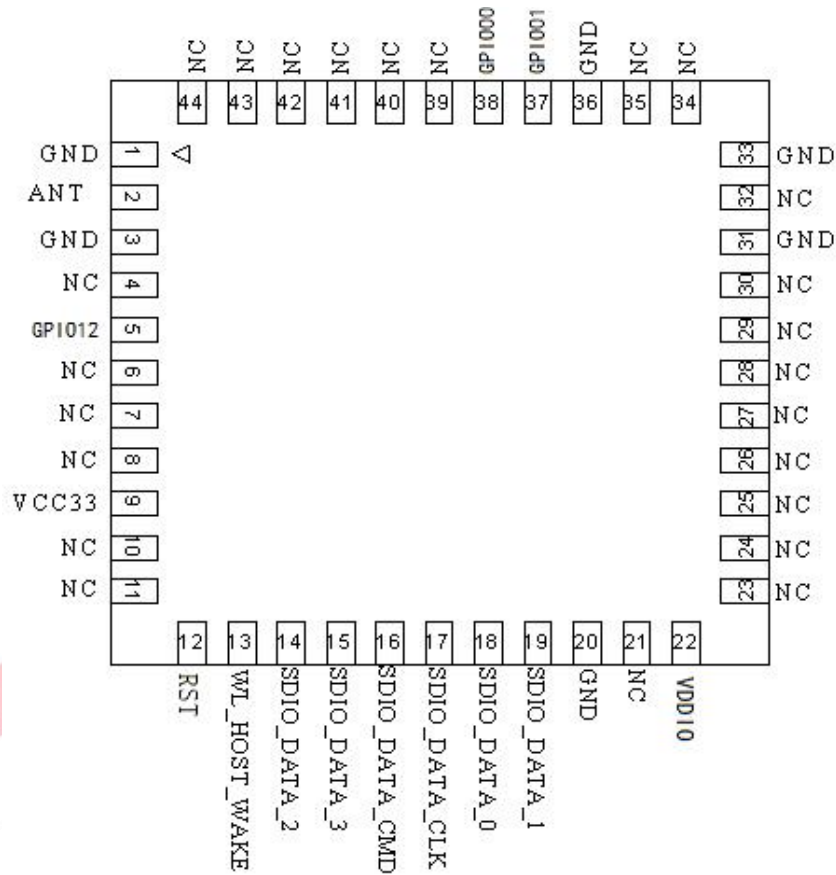 NC NC NC NC NC NC GPIO00 GPIO01 GND NC NC
44 43 42 41 40 39 38 37 36 35 34
GND 1 33 GND
ANT 2 32 NC
GND 3 31 GND
NC 4 30 NC
GPIO12 5 29 NC
NC 6 28 NC
NC 7 27 NC
NC 8 26 NC
VCC33 9 25 NC
NC 10 24 NC
NC 11 23 NC
12 13 14 15 16 17 18 19 20 21 22
RST WL_HOST_WAKE SDIO_DATA_2 SDIO_DATA_3 SDIO_DATA_CMD SDIO_DATA_CLK SDIO_DATA_0 SDIO_DATA_1 GND NC VDDIO